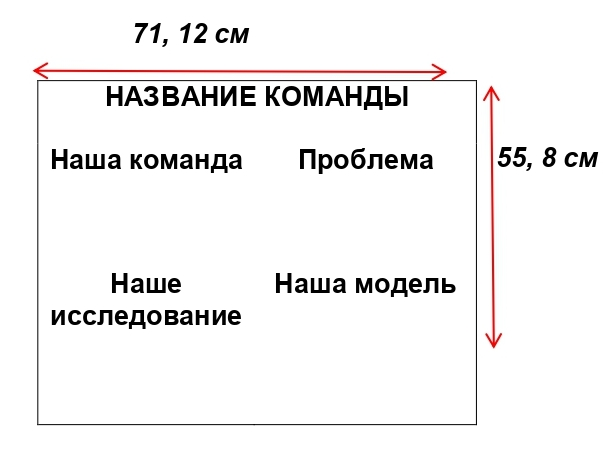 71, 12 см
НАЗВАНИЕ КОМАНДЫ
Наша команда
Проблема
55, 8 см
Наше
исследование
Наша модель